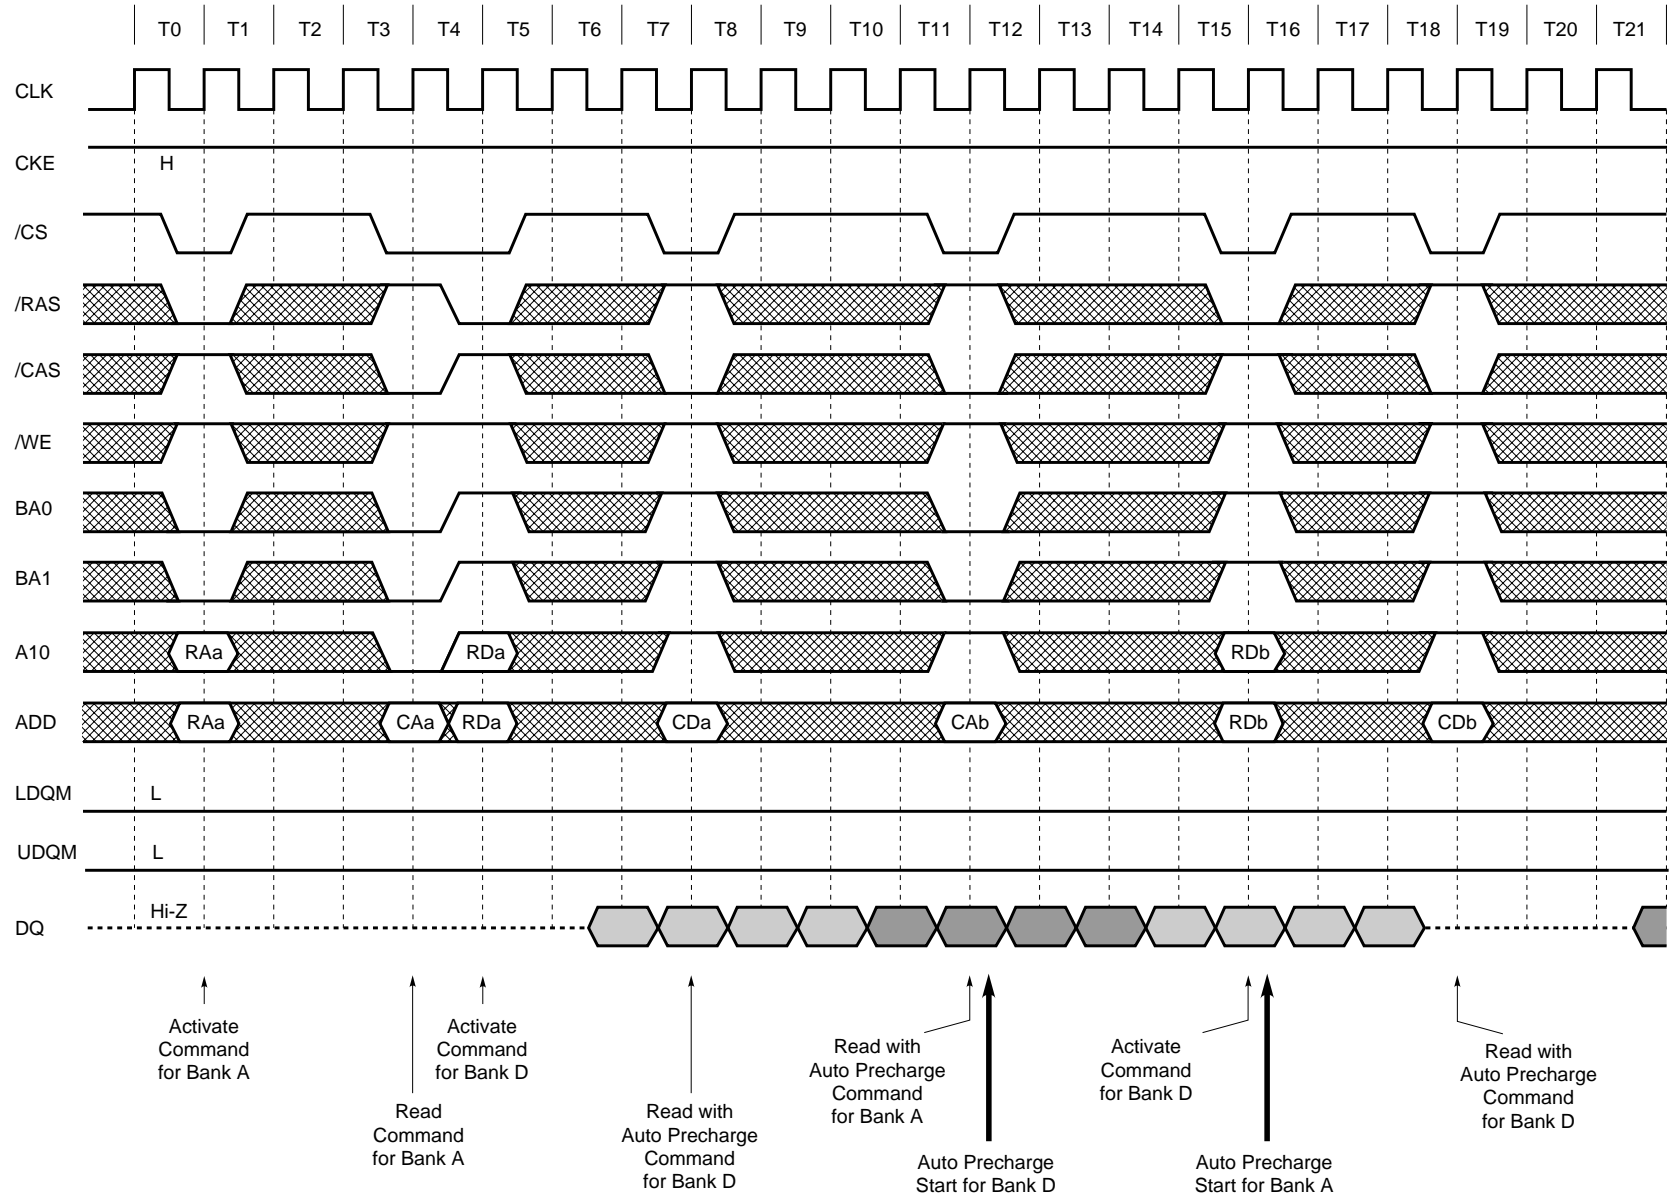 T0 T1 T2 T3 T4 T5 T6 T7 T8 T9 T10 T11 T12 T13 T14 T15 T16 T17 T18 T19 T20 T21
CLK
CKE H
/CS
/RAS
/CAS
/WE
BA0
BA1
A10 RAa RDa RDb
ADD RAa CAa RDa CDa CAb RDb CDb
LDQM L
UDQM L
DQ Hi-Z
Activate
Command
for Bank A
Read
Command
for Bank A
Activate
Command
for Bank D
Read with
Auto Precharge
Command
for Bank D
Read with
Auto Precharge
Command
for Bank A
Auto Precharge
Start for Bank D
Activate
Command
for Bank D
Auto Precharge
Start for Bank A
Read with
Auto Precharge
Command
for Bank D